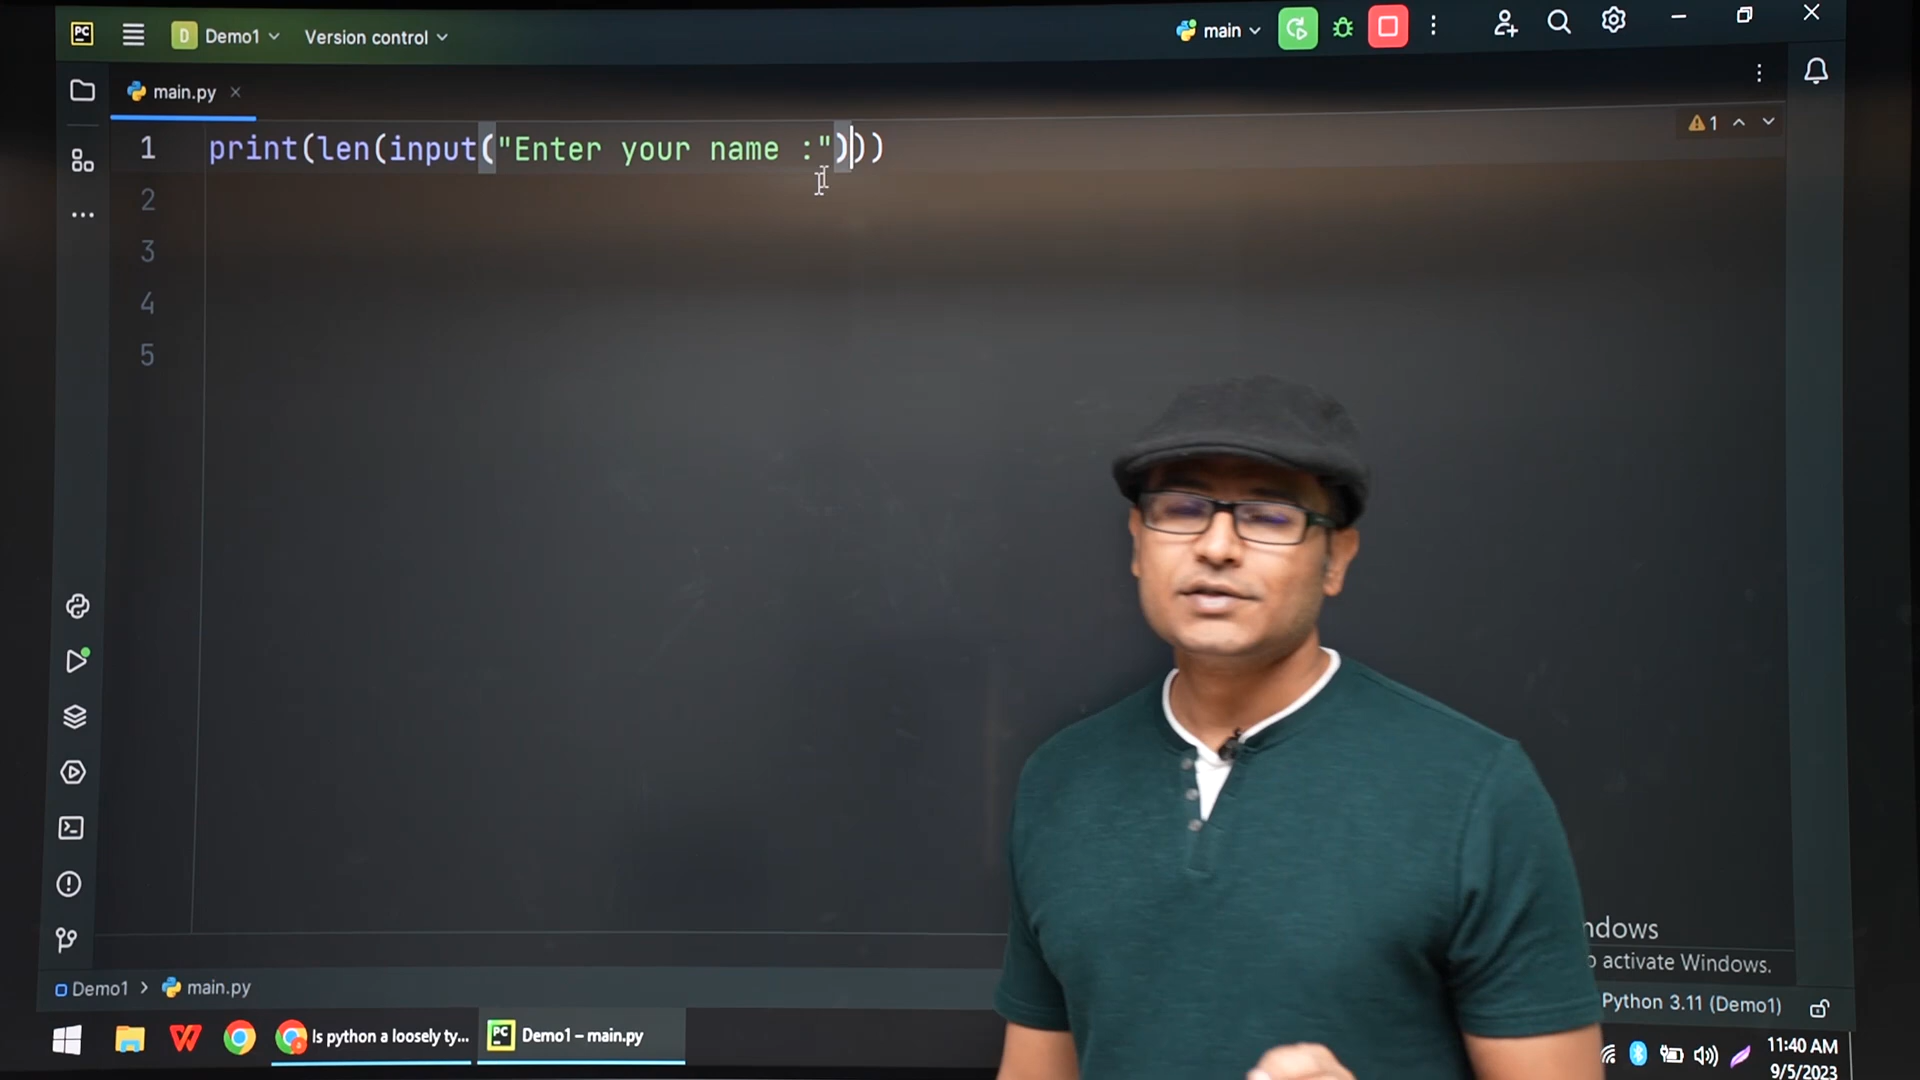 PC
D Demo1
Version control
main
main.py
1 print(len(input("Enter your name :")))
1
2
3
4
5
ndows
o activate Windows.
Demo1 > main.py
Python 3.11 (Demo1)
W
Is python a loosely ty...
PC
Demo1 – main.py
11:40 AM
9/5/2023